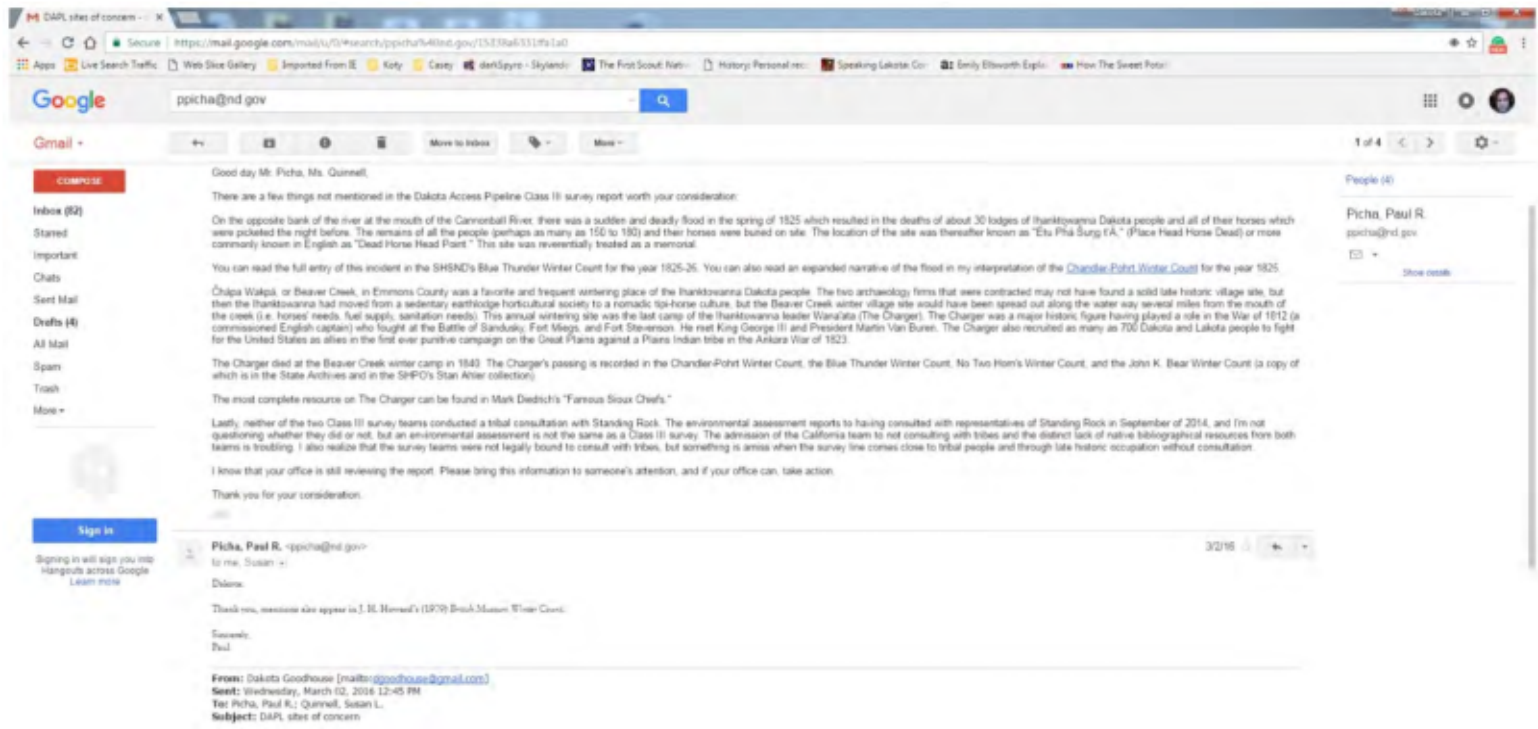 DAPL sites of concern -
Secure https://mail.google.com/mail/u/0/#search/ppicha%40nd.gov/15338a6331ffa1a0
Apps Live Search Traffic Web Slice Gallery Imported From IE Koty Casey darkSpyro - Skyland The First Scout: Nati History: Personal rec Speaking Lakota: Co Emily Ellsworth Expla How The Sweet Pota
Google ppicha@nd.gov
Gmail Move to Inbox More 1 of 4
COMPOSE
Inbox (82)
Starred
Important
Chats
Sent Mail
Drafts (4)
All Mail
Spam
Trash
More
Sign in
Signing in will sign you into
Hangouts across Google
Learn more
Good day Mr. Picha, Ms. Quinnell,
There are a few things not mentioned in the Dakota Access Pipeline Class III survey report worth your consideration:
On the opposite bank of the river at the mouth of the Cannonball River, there was a sudden and deadly flood in the spring of 1825 which resulted in the deaths of about 30 lodges of Ihanktowanna Dakota people and all of their horses which
were picketed the night before. The remains of all the people (perhaps as many as 150 to 180) and their horses were buried on site. The location of the site was thereafter known as "Étu Phá Šuŋg t'Á," (Place Head Horse Dead) or more
commonly known in English as "Dead Horse Head Point." This site was reverentially treated as a memorial.
You can read the full entry of this incident in the SHSND's Blue Thunder Winter Count for the year 1825-26. You can also read an expanded narrative of the flood in my interpretation of the Chandler-Pohrt Winter Count for the year 1825.
Čhápa Wakpá, or Beaver Creek, in Emmons County was a favorite and frequent wintering place of the Ihanktowanna Dakota people. The two archaeology firms that were contracted may not have found a solid late historic village site, but
then the Ihanktowanna had moved from a sedentary earthlodge horticultural society to a nomadic tipi-horse culture, but the Beaver Creek winter village site would have been spread out along the water way several miles from the mouth of
the creek (i.e. horses' needs, fuel supply, sanitation needs). This annual wintering site was the last camp of the Ihanktowanna leader Wana'ata (The Charger). The Charger was a major historic figure having played a role in the War of 1812 (a
commissioned English captain) who fought at the Battle of Sandusky, Fort Miegs, and Fort Stevenson. He met King George III and President Martin Van Buren. The Charger also recruited as many as 700 Dakota and Lakota people to fight
for the United States as allies in the first ever punitive campaign on the Great Plains against a Plains Indian tribe in the Arikara War of 1823.
The Charger died at the Beaver Creek winter camp in 1840. The Charger's passing is recorded in the Chandler-Pohrt Winter Count, the Blue Thunder Winter Count, No Two Horn's Winter Count, and the John K. Bear Winter Count (a copy of
which is in the State Archives and in the SHPO's Stan Ahler collection).
The most complete resource on The Charger can be found in Mark Diedrich's "Famous Sioux Chiefs."
Lastly, neither of the two Class III survey teams conducted a tribal consultation with Standing Rock. The environmental assessment reports to having consulted with representatives of Standing Rock in September of 2014, and I'm not
questioning whether they did or not, but an environmental assessment is not the same as a Class III survey. The admission of the California team to not consulting with tribes and the distinct lack of native bibliographical resources from both
teams is troubling. I also realize that the survey teams were not legally bound to consult with tribes, but something is amiss when the survey line comes close to tribal people and through late historic occupation without consultation.
I know that your office is still reviewing the report. Please bring this information to someone's attention, and if your office can, take action.
Thank you for your consideration.
Picha, Paul R. <ppicha@nd.gov> 3/2/16
to me, Susan
Dakota,
Thank you, mentions also appear in J. H. Howard's (1979) British Museum Winter Count.
Sincerely,
Paul
From: Dakota Goodhouse [mailto:dgoodhouse@gmail.com]
Sent: Wednesday, March 02, 2016 12:45 PM
To: Picha, Paul R.; Quinnell, Susan L.
Subject: DAPL sites of concern
People (4)
Picha, Paul R.
ppicha@nd.gov
Show details